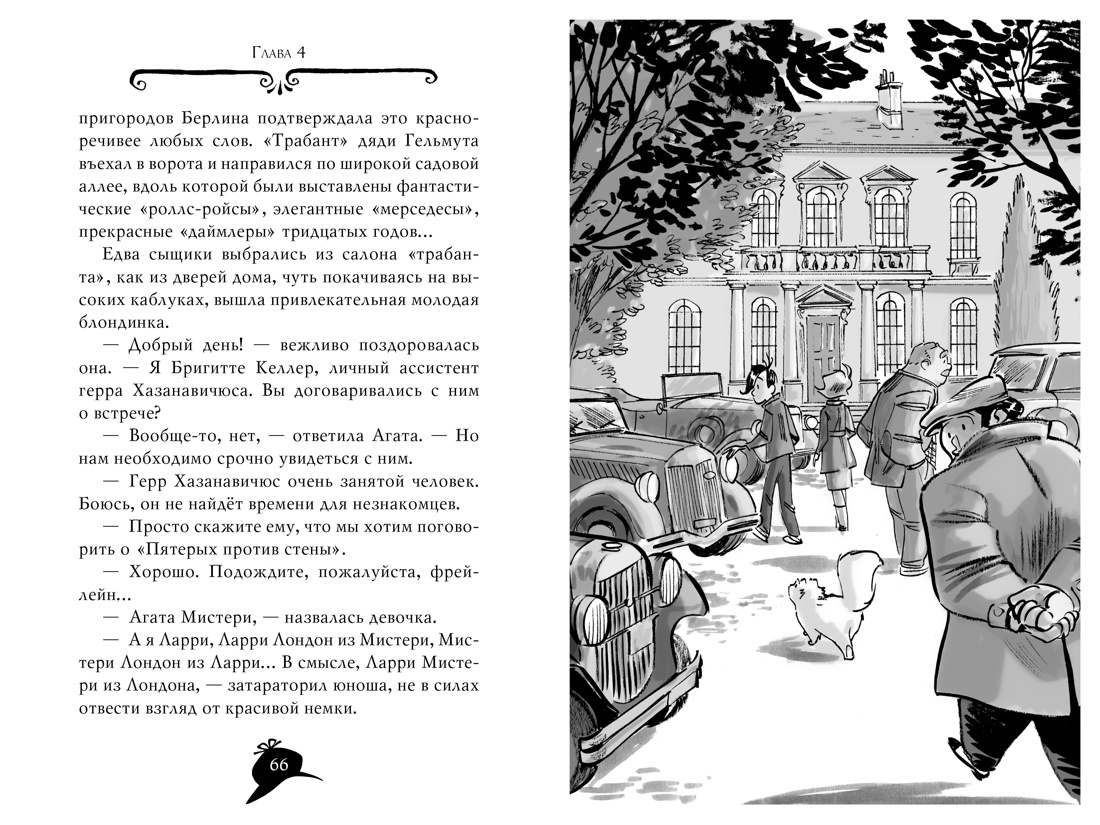 Глава 4
пригородов Берлина подтверждала это красно-
речивее любых слов. «Трабант» дяди Гельмута
въехал в ворота и направился по широкой садовой
аллее, вдоль которой были выставлены фантасти-
ческие «роллс-ройсы», элегантные «мерседесы»,
прекрасные «даймлеры» тридцатых годов...
Едва сыщики выбрались из салона «трабан-
та», как из дверей дома, чуть покачиваясь на вы-
соких каблуках, вышла привлекательная молодая
блондинка.
— Добрый день! — вежливо поздоровалась
она. — Я Бригитте Келлер, личный ассистент
герра Хазанавичюса. Вы договаривались с ним
о встрече?
— Вообще-то, нет, — ответила Агата. — Но
нам необходимо срочно увидеться с ним.
— Герр Хазанавичюс очень занятой человек.
Боюсь, он не найдёт времени для незнакомцев.
— Просто скажите ему, что мы хотим погово-
рить о «Пятерых против стены».
— Хорошо. Подождите, пожалуйста, фрей-
лейн...
— Агата Мистери, — назвалась девочка.
— А я Ларри, Ларри Лондон из Мистери, Мис-
тери Лондон из Ларри... В смысле, Ларри Мисте-
ри из Лондона, — затараторил юноша, не в силах
отвести взгляд от красивой немки.
66